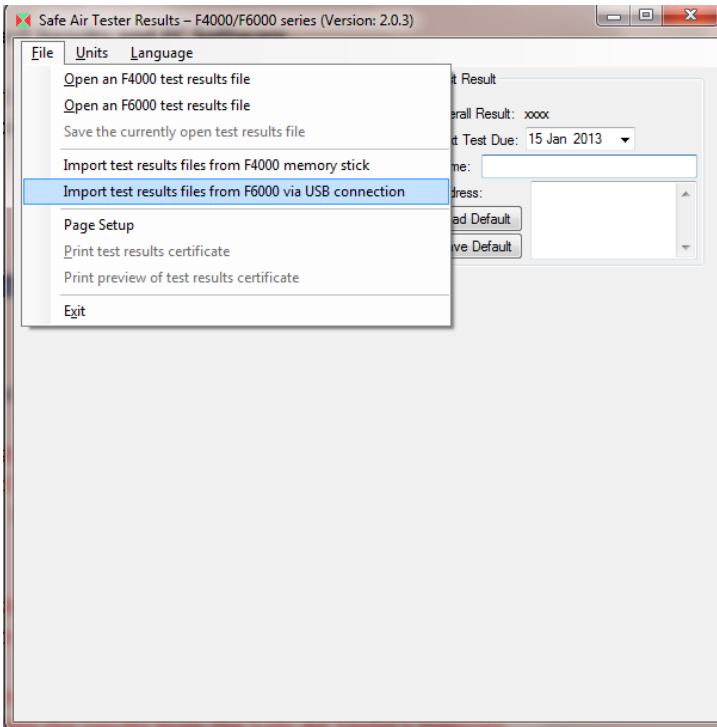 Safe Air Tester Results – F4000/F6000 series (Version: 2.0.3)
File Units Language
Open an F4000 test results file
Open an F6000 test results file
Save the currently open test results file
Import test results files from F4000 memory stick
Import test results files from F6000 via USB connection
Page Setup
Print test results certificate
Print preview of test results certificate
Exit
t Result
erall Result: xxxx
t Test Due: 15 Jan 2013
me:
dress:
ad Default
ve Default